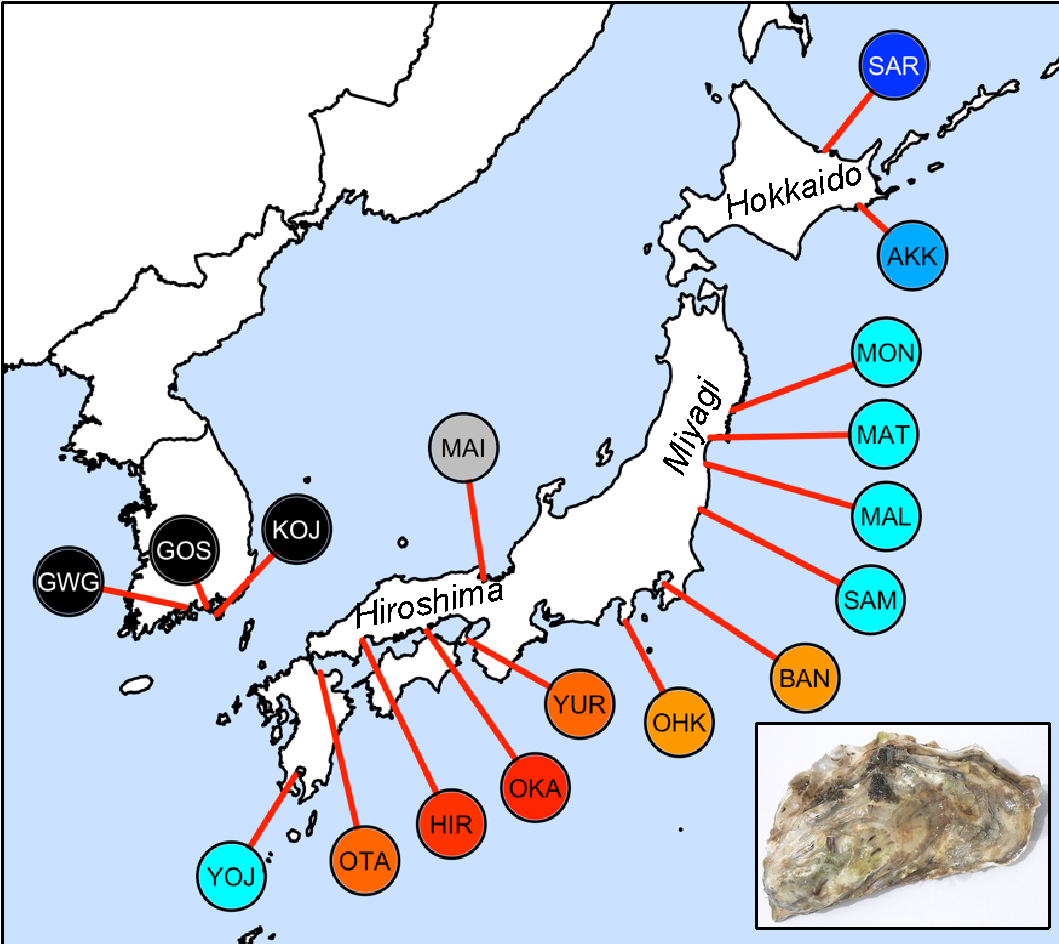 SAR
Hokkaido
AKK
MON
Miyagi
MAT
MAI
MAL
KOJ
GOS
GWG
Hiroshima
SAM
BAN
YUR
OHK
OKA
HIR
OTA
YOJ